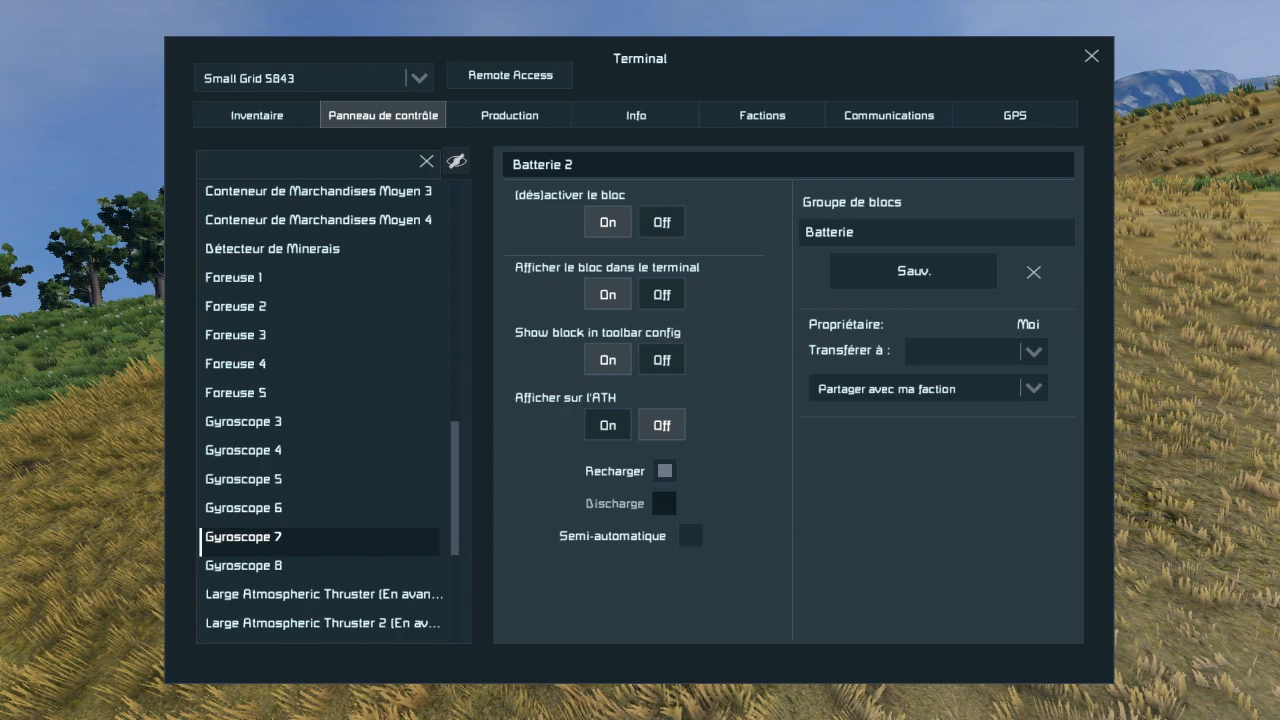 Terminal
Small Grid 5843
Remote Access
Inventaire
Panneau de contrôle
Production
Info
Factions
Communications
GPS
Conteneur de Marchandises Moyen 3
Conteneur de Marchandises Moyen 4
Détecteur de Minerais
Foreuse 1
Foreuse 2
Foreuse 3
Foreuse 4
Foreuse 5
Gyroscope 3
Gyroscope 4
Gyroscope 5
Gyroscope 6
Gyroscope 7
Gyroscope 8
Large Atmospheric Thruster (En avan...
Large Atmospheric Thruster 2 (En av...
Batterie 2
(dés)activer le bloc
On Off
Afficher le bloc dans le terminal
On Off
Show block in toolbar config
On Off
Afficher sur l'ATH
On Off
Recharger
Discharge
Semi-automatique
Groupe de blocs
Batterie
Sauv.
Propriétaire: Moi
Transférer à :
Partager avec ma faction